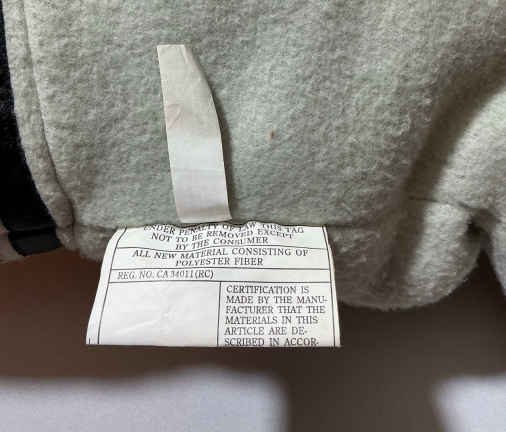 UNDER PENALTY OF LAW THIS TAG
NOT TO BE REMOVED EXCEPT
BY THE CONSUMER
ALL NEW MATERIAL CONSISTING OF
POLYESTER FIBER
REG. NO. CA 34011 (RC)
CERTIFICATION IS
MADE BY THE MANU-
FACTURER THAT THE
MATERIALS IN THIS
ARTICLE ARE DE-
SCRIBED IN ACCOR-